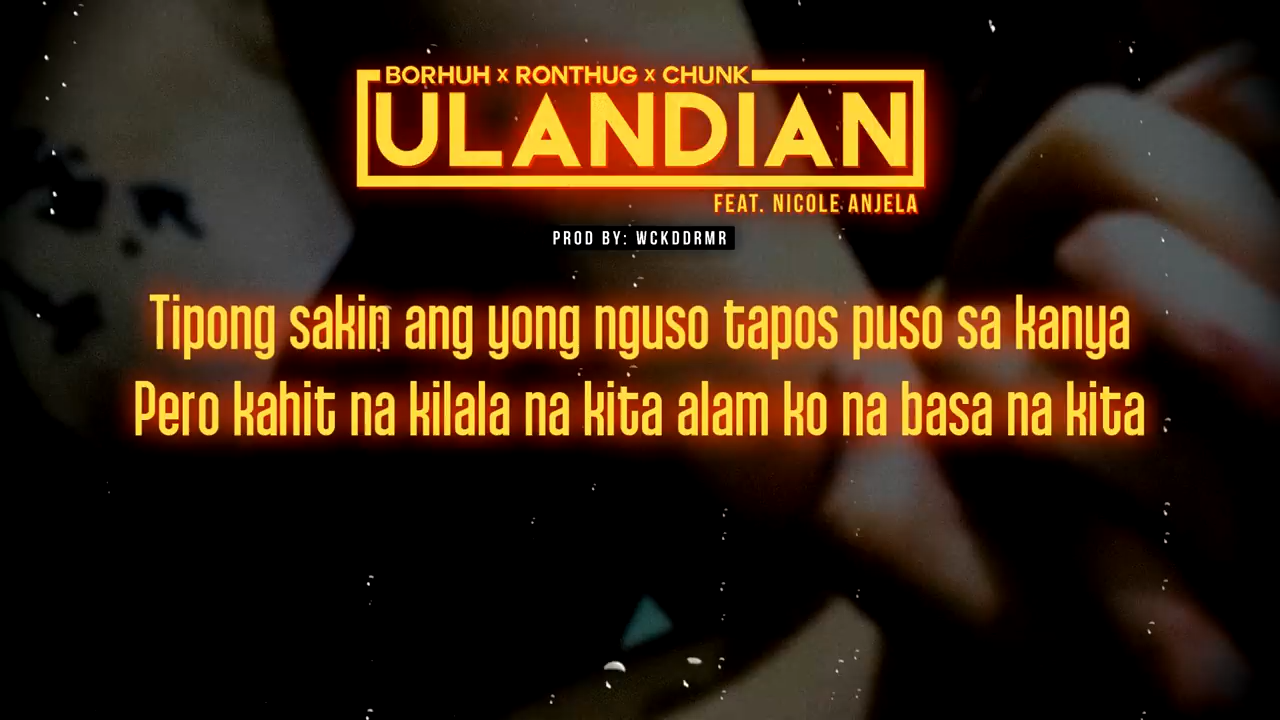 BORHUH x RONTHUG x CHUNK
ULANDIAN
FEAT. NICOLE ANJELA
PROD BY: WCKDDRMR
Tipong sakin ang yong nguso tapos puso sa kanya
Pero kahit na kilala na kita alam ko na basa na kita